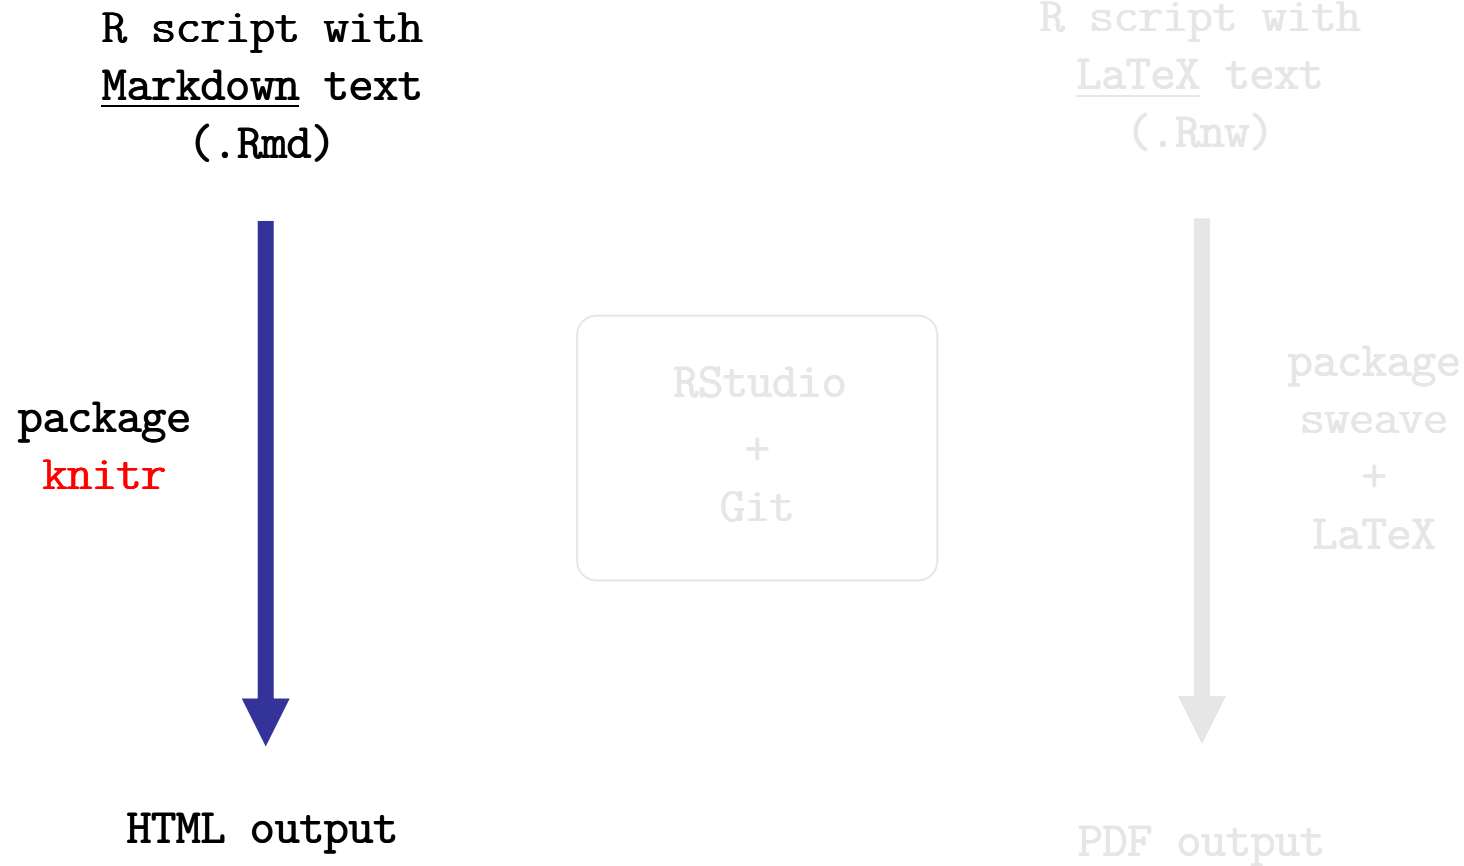 R script with
Markdown text
(.Rmd)
package
knitr
HTML output
RStudio
+
Git
R script with
LaTeX text
(.Rnw)
package
sweave
+
LaTeX
PDF output